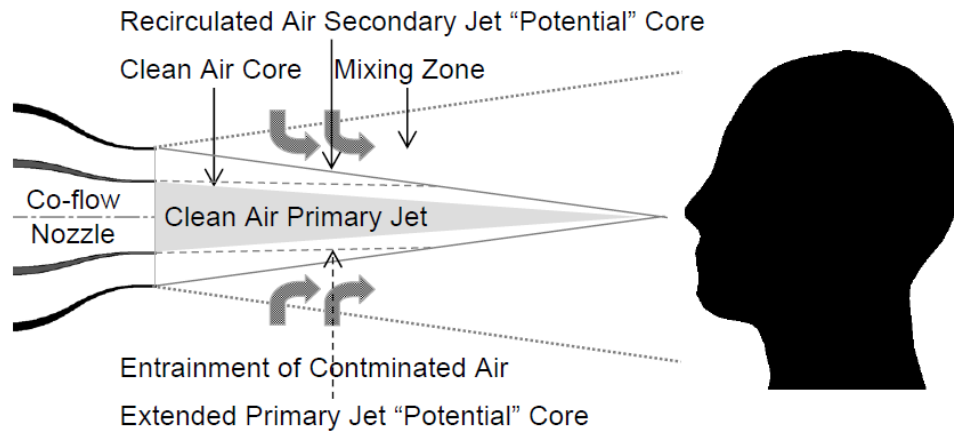 Recirculated Air Secondary Jet “Potential” Core
Clean Air Core
Mixing Zone
Co-flow
Nozzle
Clean Air Primary Jet
Entrainment of Contminated Air
Extended Primary Jet “Potential” Core